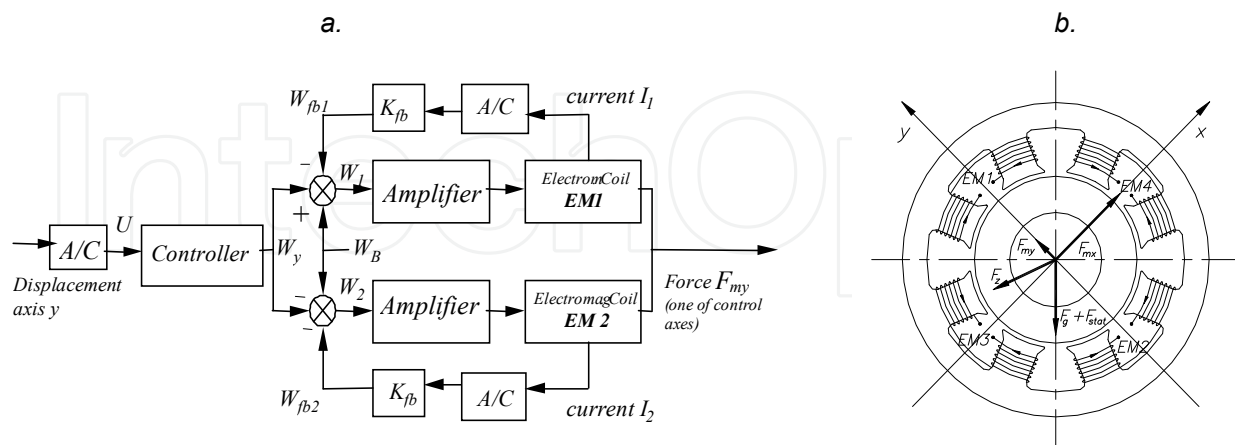 a.
b.
IntechOp
W_fb1
K_fb
A/C
current I_1
−
W_1
Amplifier
ElectromCoil
EM1
+
A/C
U
Controller
W_y
W_B
Displacement
axis y
−
W_2
Amplifier
ElectromagCoil
EM 2
−
Force F_my
(one of control
axes)
W_fb2
K_fb
A/C
current I_2
y
x
EM1
EM4
F_my
F_mx
F_z
F_g + F_stat
EM3
EM2